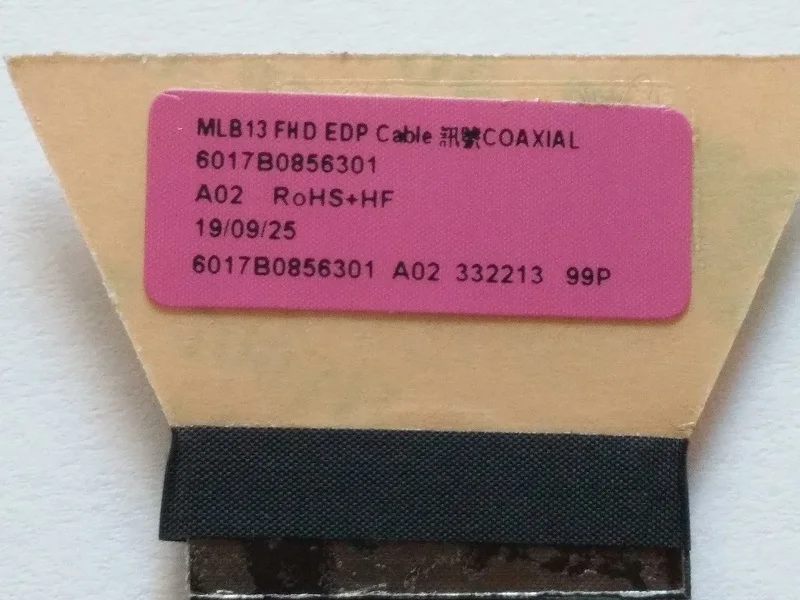 MLB13 FHD EDP Cable 訊號COAXIAL
6017B0856301
A02 RoHS+HF
19/09/25
6017B0856301 A02 332213 99P